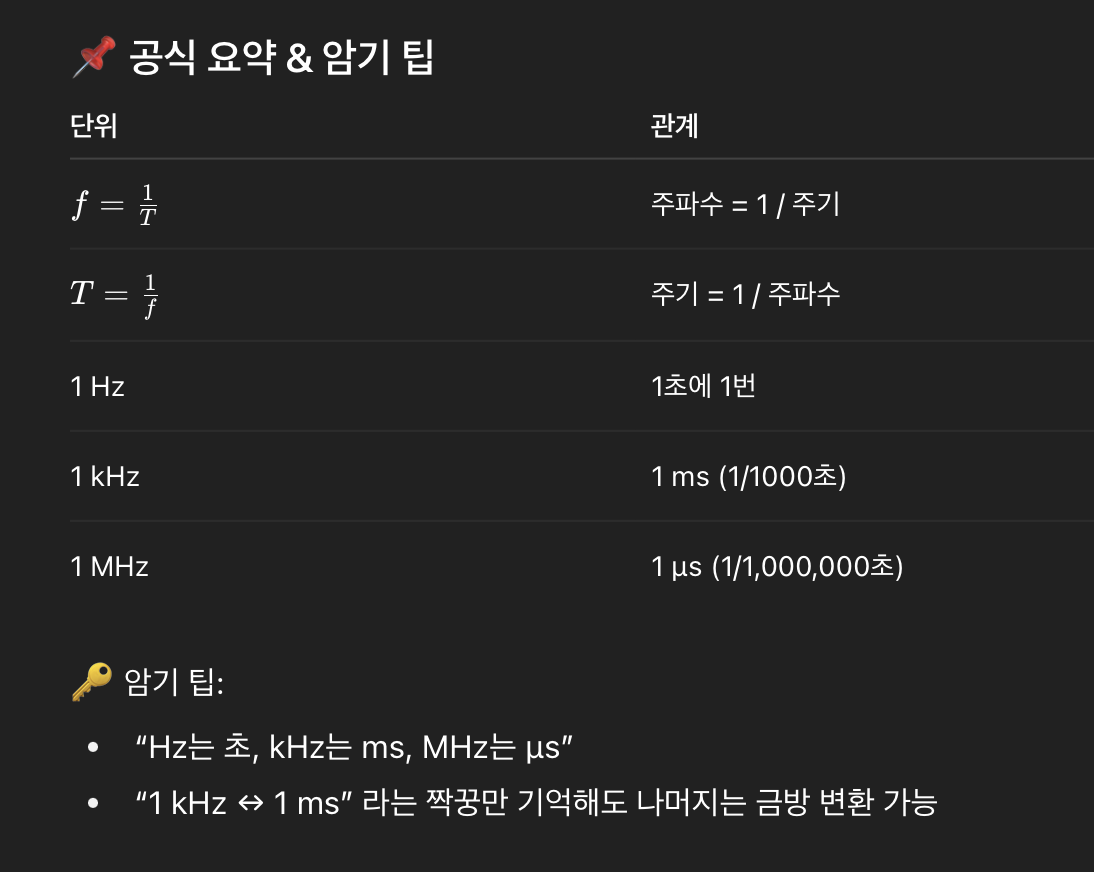 📌 공식 요약 & 암기 팁
단위 관계
f = 1/T 주파수 = 1 / 주기
T = 1/f 주기 = 1 / 주파수
1 Hz 1초에 1번
1 kHz 1 ms (1/1000초)
1 MHz 1 µs (1/1,000,000초)
🔑 암기 팁:
• “Hz는 초, kHz는 ms, MHz는 µs”
• “1 kHz ↔ 1 ms” 라는 짝꿍만 기억해도 나머지는 금방 변환 가능